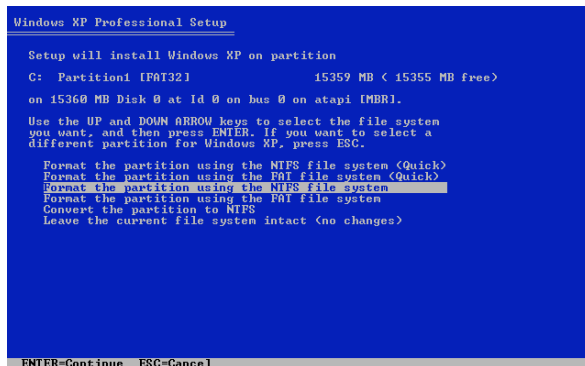 Windows XP Professional Setup
Setup will install Windows XP on partition
C: Partition1 [FAT32] 15359 MB ( 15355 MB free)
on 15360 MB Disk 0 at Id 0 on bus 0 on atapi [MBR].
Use the UP and DOWN ARROW keys to select the file system
you want, and then press ENTER. If you want to select a
different partition for Windows XP, press ESC.
Format the partition using the NTFS file system (Quick)
Format the partition using the FAT file system (Quick)
Format the partition using the NTFS file system
Format the partition using the FAT file system
Convert the partition to NTFS
Leave the current file system intact (no changes)
ENTER=Continue ESC=Cancel